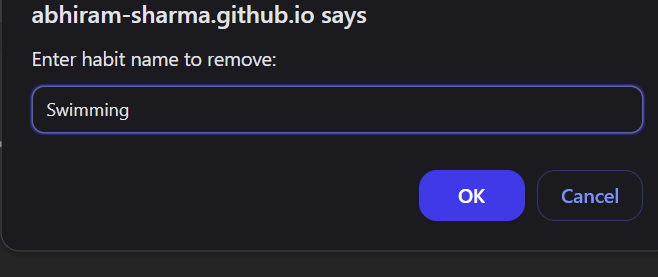 abhiram-sharma.github.io says
Enter habit name to remove:
Swimming
OK
Cancel